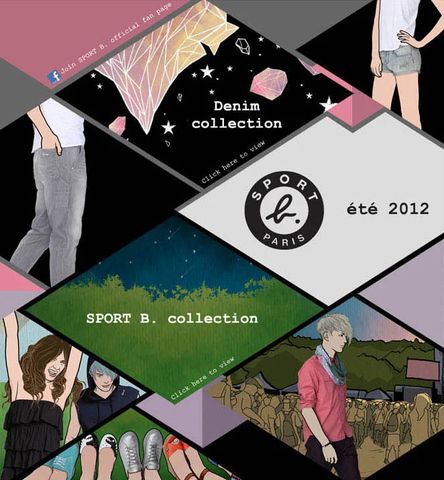 Join SPORT B. official fan page
Denim
collection
Click here to view
SPORT
b.
PARIS
été 2012
SPORT B. collection
Click here to view